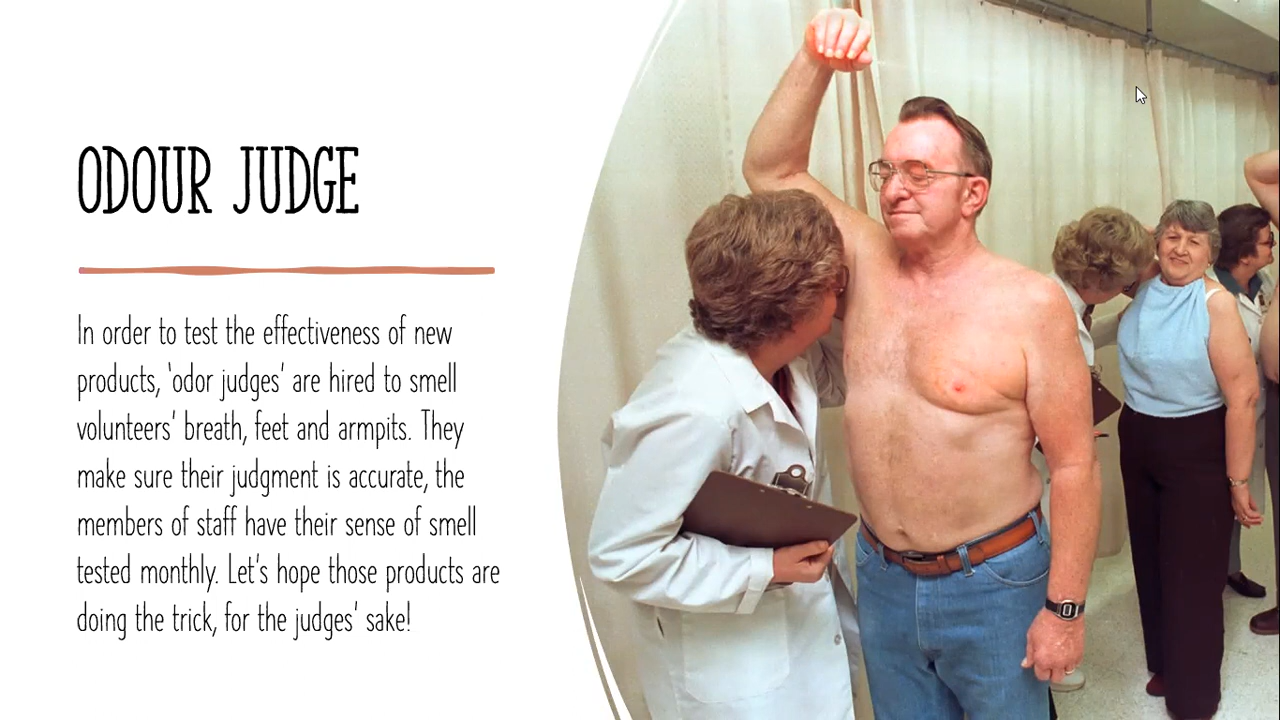 ODOUR JUDGE
In order to test the effectiveness of new
products, ‘odor judges’ are hired to smell
volunteers’ breath, feet and armpits. They
make sure their judgment is accurate, the
members of staff have their sense of smell
tested monthly. Let’s hope those products are
doing the trick, for the judges’ sake!